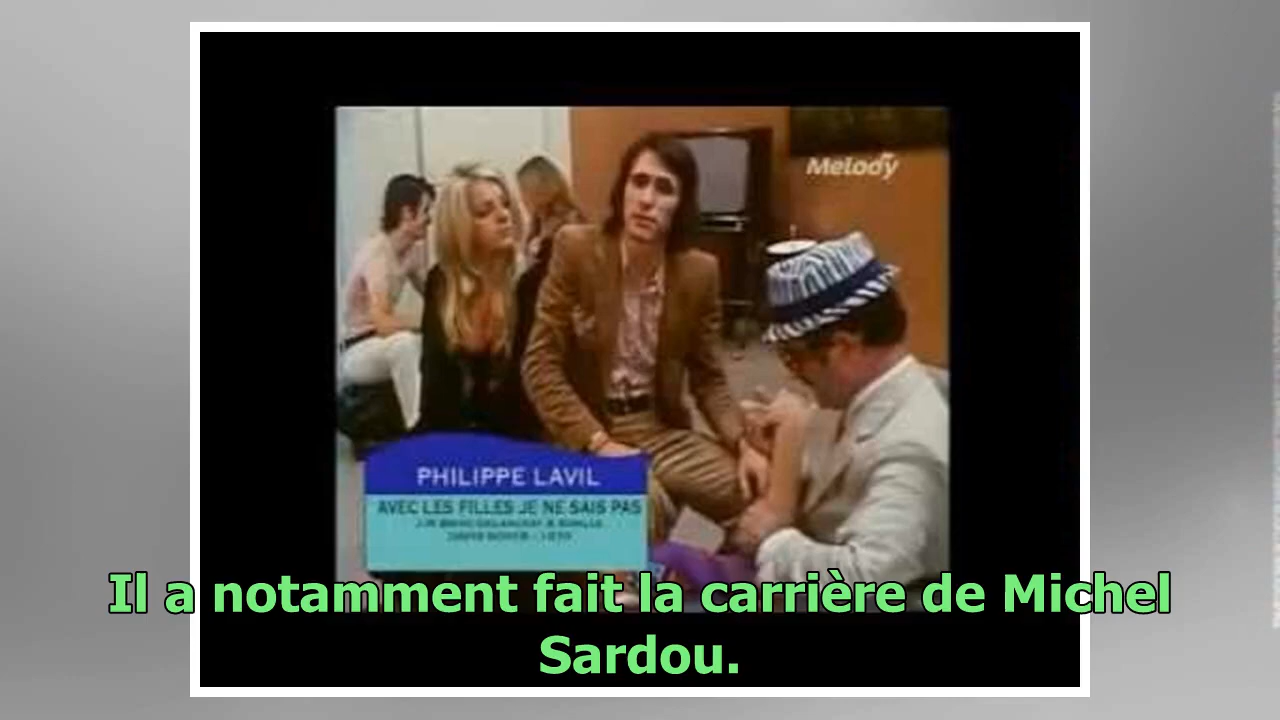 Melody
PHILIPPE LAVIL
AVEC LES FILLES JE NE SAIS PAS
Il a notamment fait la carrière de Michel
Sardou.